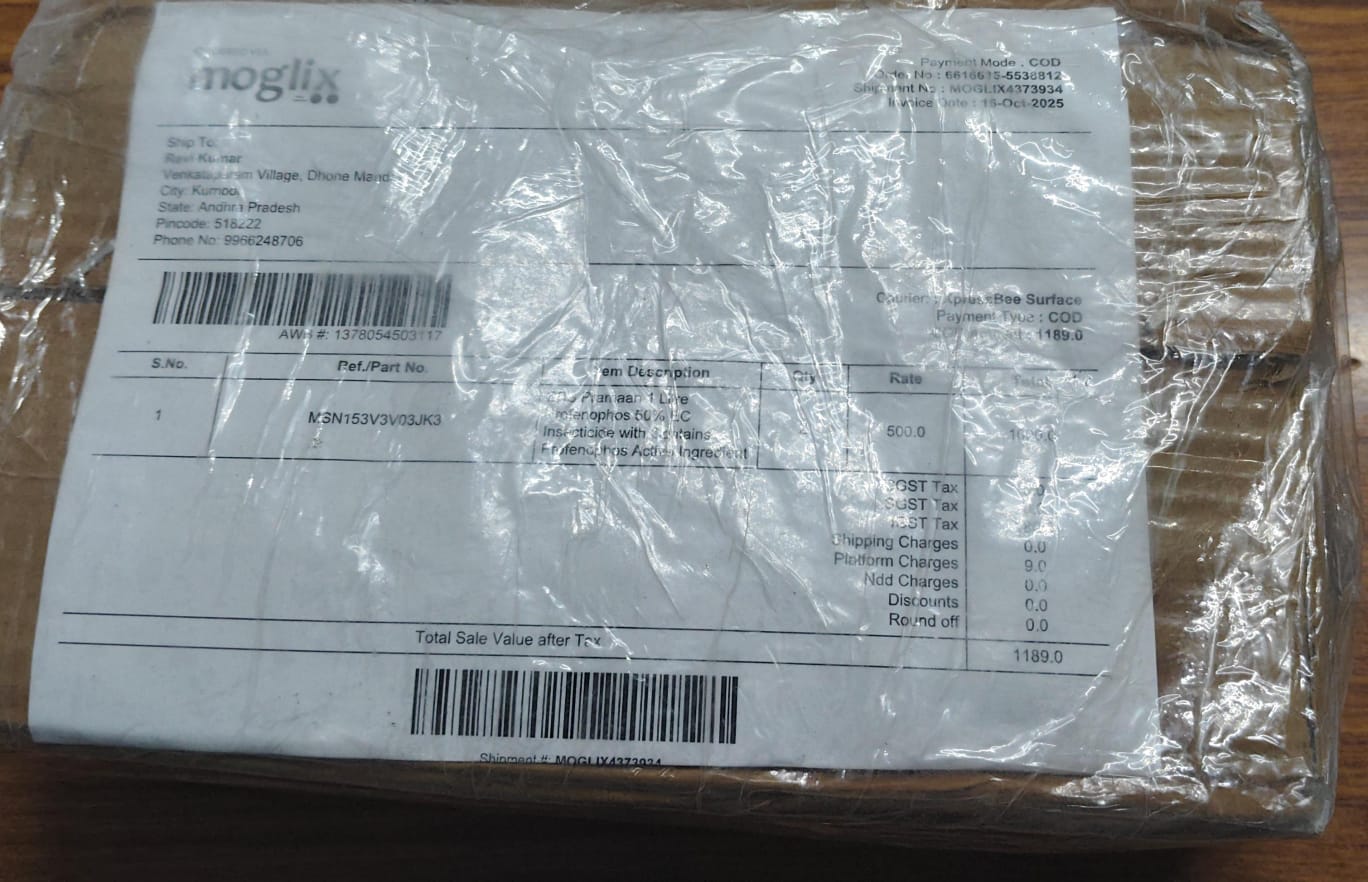 moglix
Payment Mode : COD
Order No : 6616615-5538812
Shipment No : MOGLIX4373934
Invoice Date : 16-Oct-2025
Ship To:
Ravi Kumar
Village, Dhone Mand
City: Kurnool
State: Andhra Pradesh
Pincode: 518222
Phone No: 9966248706
AWB #: 1378054503117
Courier : XpressBee Surface
Payment Type : COD
1189.0
S.No. Ref./Part No. Item Description Qty Rate Total
1 MSN153V3V03JK3 500.0
Pramaan 1 Litre
Profenophos 50% EC
Insecticide with Contains
Profenophos Active Ingredient
CGST Tax
SGST Tax
IGST Tax
Shipping Charges 0.0
Platform Charges 9.0
Ndd Charges 0.0
Discounts 0.0
Round off 0.0
Total Sale Value after Tax 1189.0
Shipment #: MOGLIX4373934